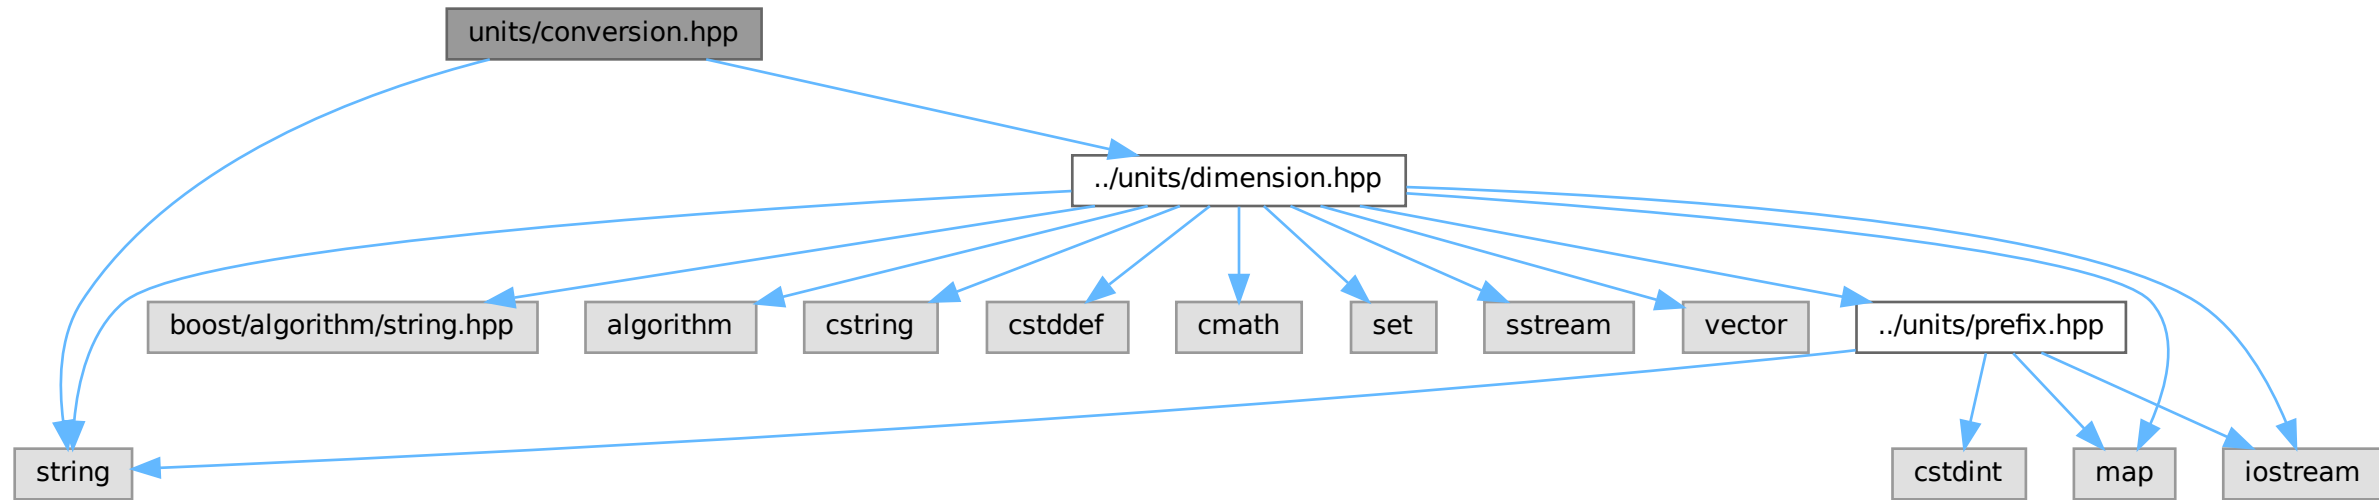 units/conversion.hpp
../units/dimension.hpp
boost/algorithm/string.hpp
algorithm
cstring
cstddef
cmath
set
sstream
vector
../units/prefix.hpp
string
cstdint
map
iostream